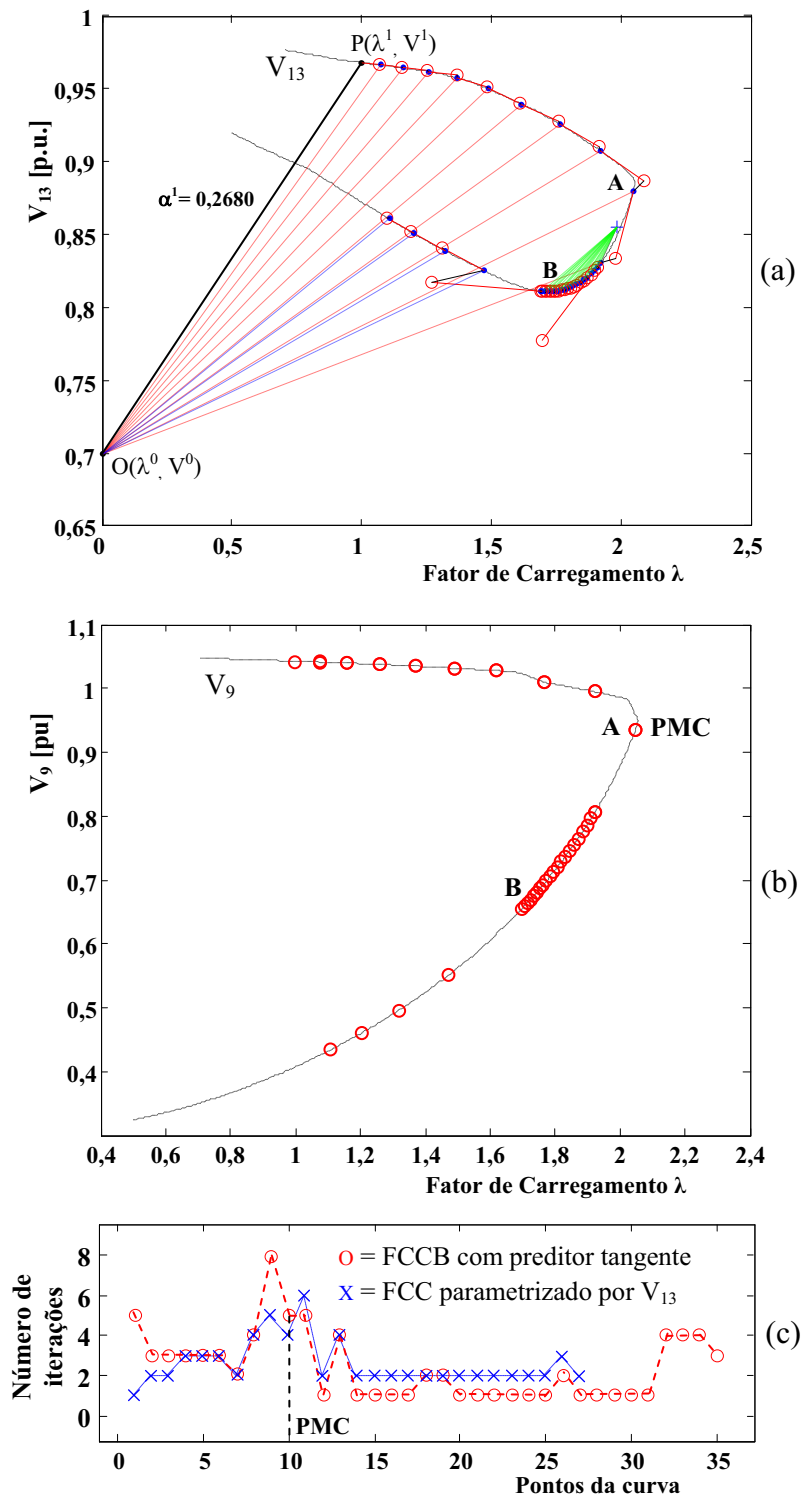 1
P(λ¹, V¹)
V₁₃
0,95
0,9
V₁₃ [p.u.]
α¹= 0,2680
A
0,85
B
(a)
0,8
0,75
0,7
O(λ⁰, V⁰)
0,65
0 0,5 1 1,5 2 2,5
Fator de Carregamento λ
1,1
1
V₉
V₉ [pu]
A PMC
0,9
0,8
0,7
B
(b)
0,6
0,5
0,4
0,4 0,6 0,8 1 1,2 1,4 1,6 1,8 2 2,2 2,4
Fator de Carregamento λ
8
o = FCCB com preditor tangente
6
x = FCC parametrizado por V₁₃
Número de
iterações
4
(c)
2
0
PMC
0 5 10 15 20 25 30 35
Pontos da curva